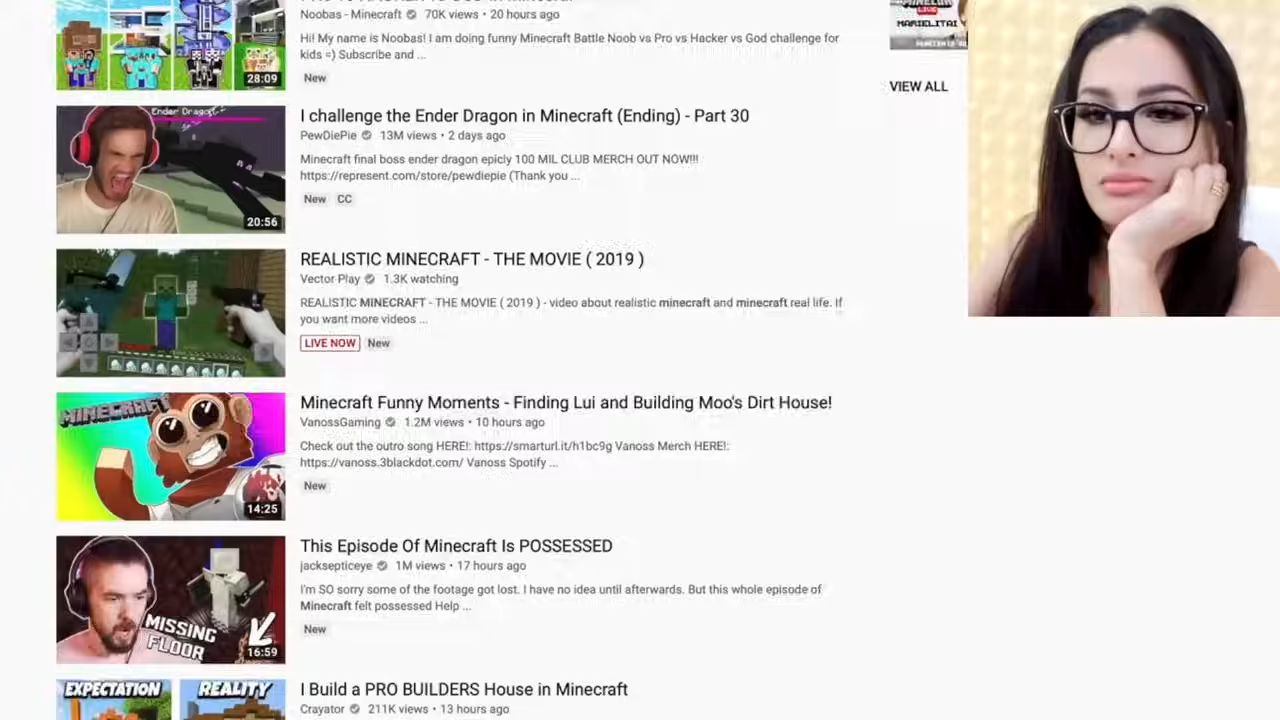 Noobas - Minecraft 70K views • 20 hours ago
Hi! My name is Noobas! I am doing funny Minecraft Battle Noob vs Pro vs Hacker vs God challenge for
kids =) Subscribe and ...
28:09
New
VIEW ALL
Ender Dragon
20:56
I challenge the Ender Dragon in Minecraft (Ending) - Part 30
PewDiePie 13M views • 2 days ago
Minecraft final boss ender dragon epicly 100 MIL CLUB MERCH OUT NOW!!!
https://represent.com/store/pewdiepie (Thank you ...
New CC
REALISTIC MINECRAFT - THE MOVIE ( 2019 )
Vector Play 1.3K watching
REALISTIC MINECRAFT - THE MOVIE ( 2019 ) - video about realistic minecraft and minecraft real life. If
you want more videos ...
LIVE NOW New
MINECRAFT
14:25
Minecraft Funny Moments - Finding Lui and Building Moo's Dirt House!
VanossGaming 1.2M views • 10 hours ago
Check out the outro song HERE!: https://smarturl.it/h1bc9g Vanoss Merch HERE!:
https://vanoss.3blackdot.com/ Vanoss Spotify ...
New
MISSING
FLOOR
16:59
This Episode Of Minecraft Is POSSESSED
jacksepticeye 1M views • 17 hours ago
I'm SO sorry some of the footage got lost. I have no idea until afterwards. But this whole episode of
Minecraft felt possessed Help ...
New
EXPECTATION REALITY
I Build a PRO BUILDERS House in Minecraft
Crayator 211K views • 13 hours ago